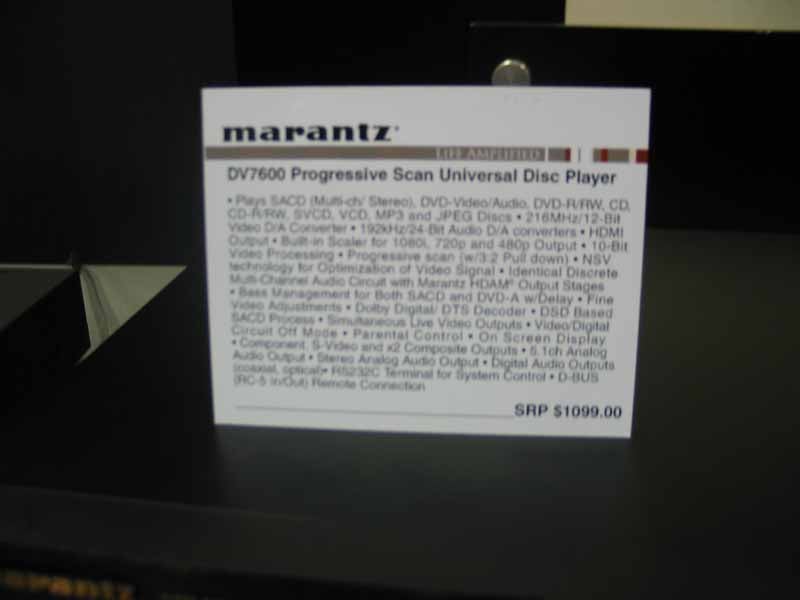 marantz
LIFE AMPLIFIED
DV7600 Progressive Scan Universal Disc Player
• Plays SACD (Multi-ch/ Stereo), DVD-Video/Audio, DVD-R/RW, CD,
CD-R/RW, SVCD, VCD, MP3 and JPEG Discs • 216MHz/12-Bit
Video D/A Converter • 192kHz/24-Bit Audio D/A converters • HDMI
Output • Built-in Scaler for 1080i, 720p and 480p Output • 10-Bit
Video Processing • Progressive scan (w/3:2 Pull down) • NSV
technology for Optimization of Video Signal • Identical Discrete
Multi-Channel Audio Circuit with Marantz HDAM® Output Stages
• Bass Management for Both SACD and DVD-A w/Delay • Fine
Video Adjustments • Dolby Digital/ DTS Decoder • DSD Based
SACD Process • Simultaneous Live Video Outputs • Video/Digital
Circuit Off Mode • Parental Control • On Screen Display
• Component, S-Video and x2 Composite Outputs • 5.1ch Analog
Audio Output • Stereo Analog Audio Output • Digital Audio Outputs
(coaxial, optical)• RS232C Terminal for System Control • D-BUS
(RC-5 In/Out) Remote Connection
SRP $1099.00
marantz